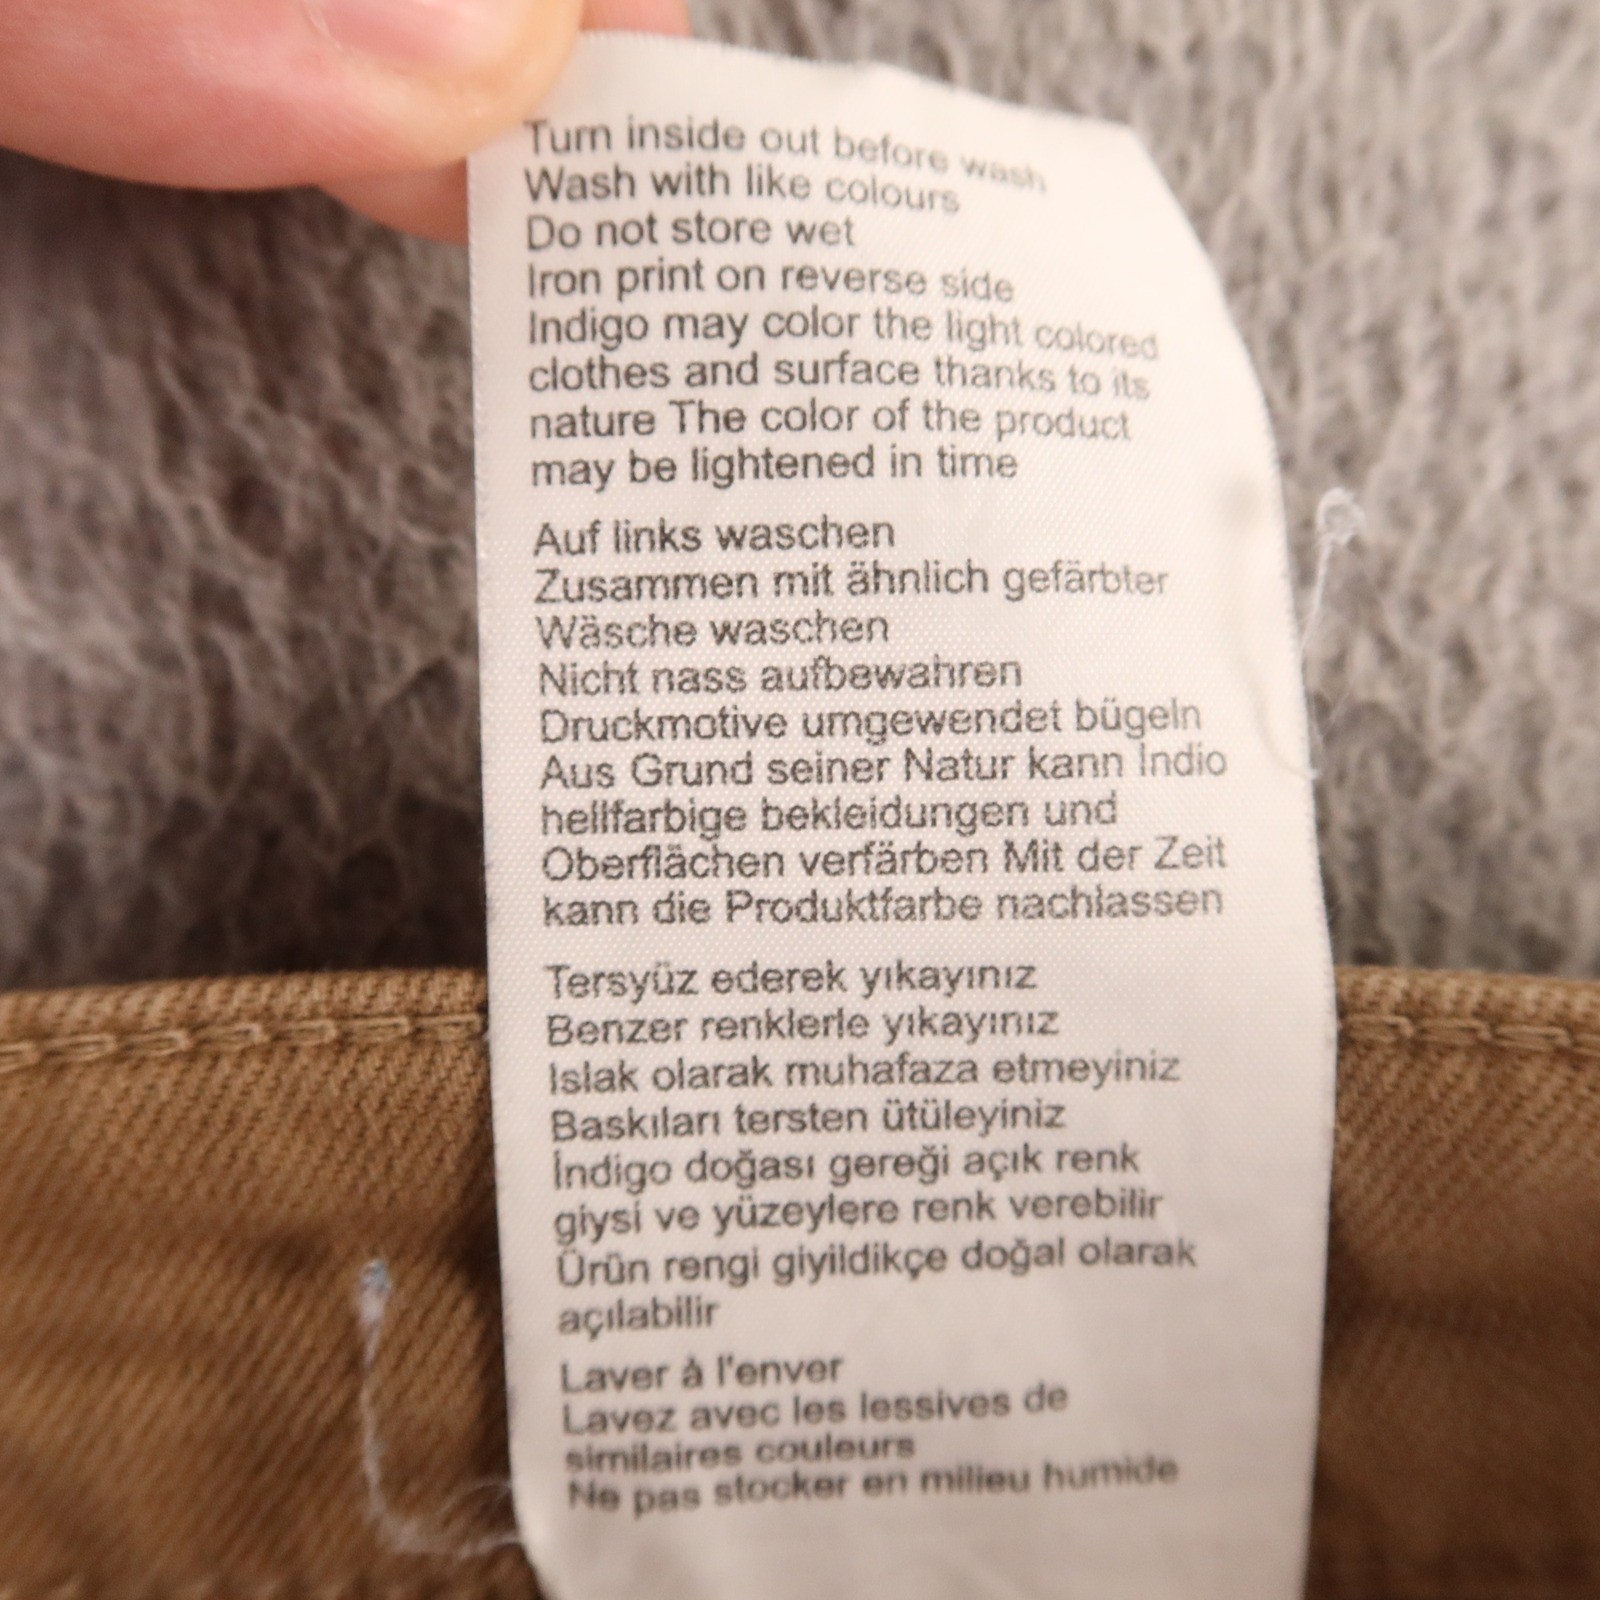 Turn inside out before wash
Wash with like colours
Do not store wet
Iron print on reverse side
Indigo may color the light colored
clothes and surface thanks to its
nature The color of the product
may be lightened in time
Auf links waschen
Zusammen mit ähnlich gefärbter
Wäsche waschen
Nicht nass aufbewahren
Druckmotive umgewendet bügeln
Aus Grund seiner Natur kann Indio
hellfarbige bekleidungen und
Oberflächen verfärben Mit der Zeit
kann die Produktfarbe nachlassen
Tersyüz ederek yıkayınız
Benzer renklerle yıkayınız
Islak olarak muhafaza etmeyiniz
Baskıları tersten ütüleyiniz
İndigo doğası gereği açık renk
giysi ve yüzeylere renk verebilir
Ürün rengi giyildikçe doğal olarak
açılabilir
Laver à l'enver
Lavez avec les lessives de
similaires couleurs
Ne pas stocker en milieu humide